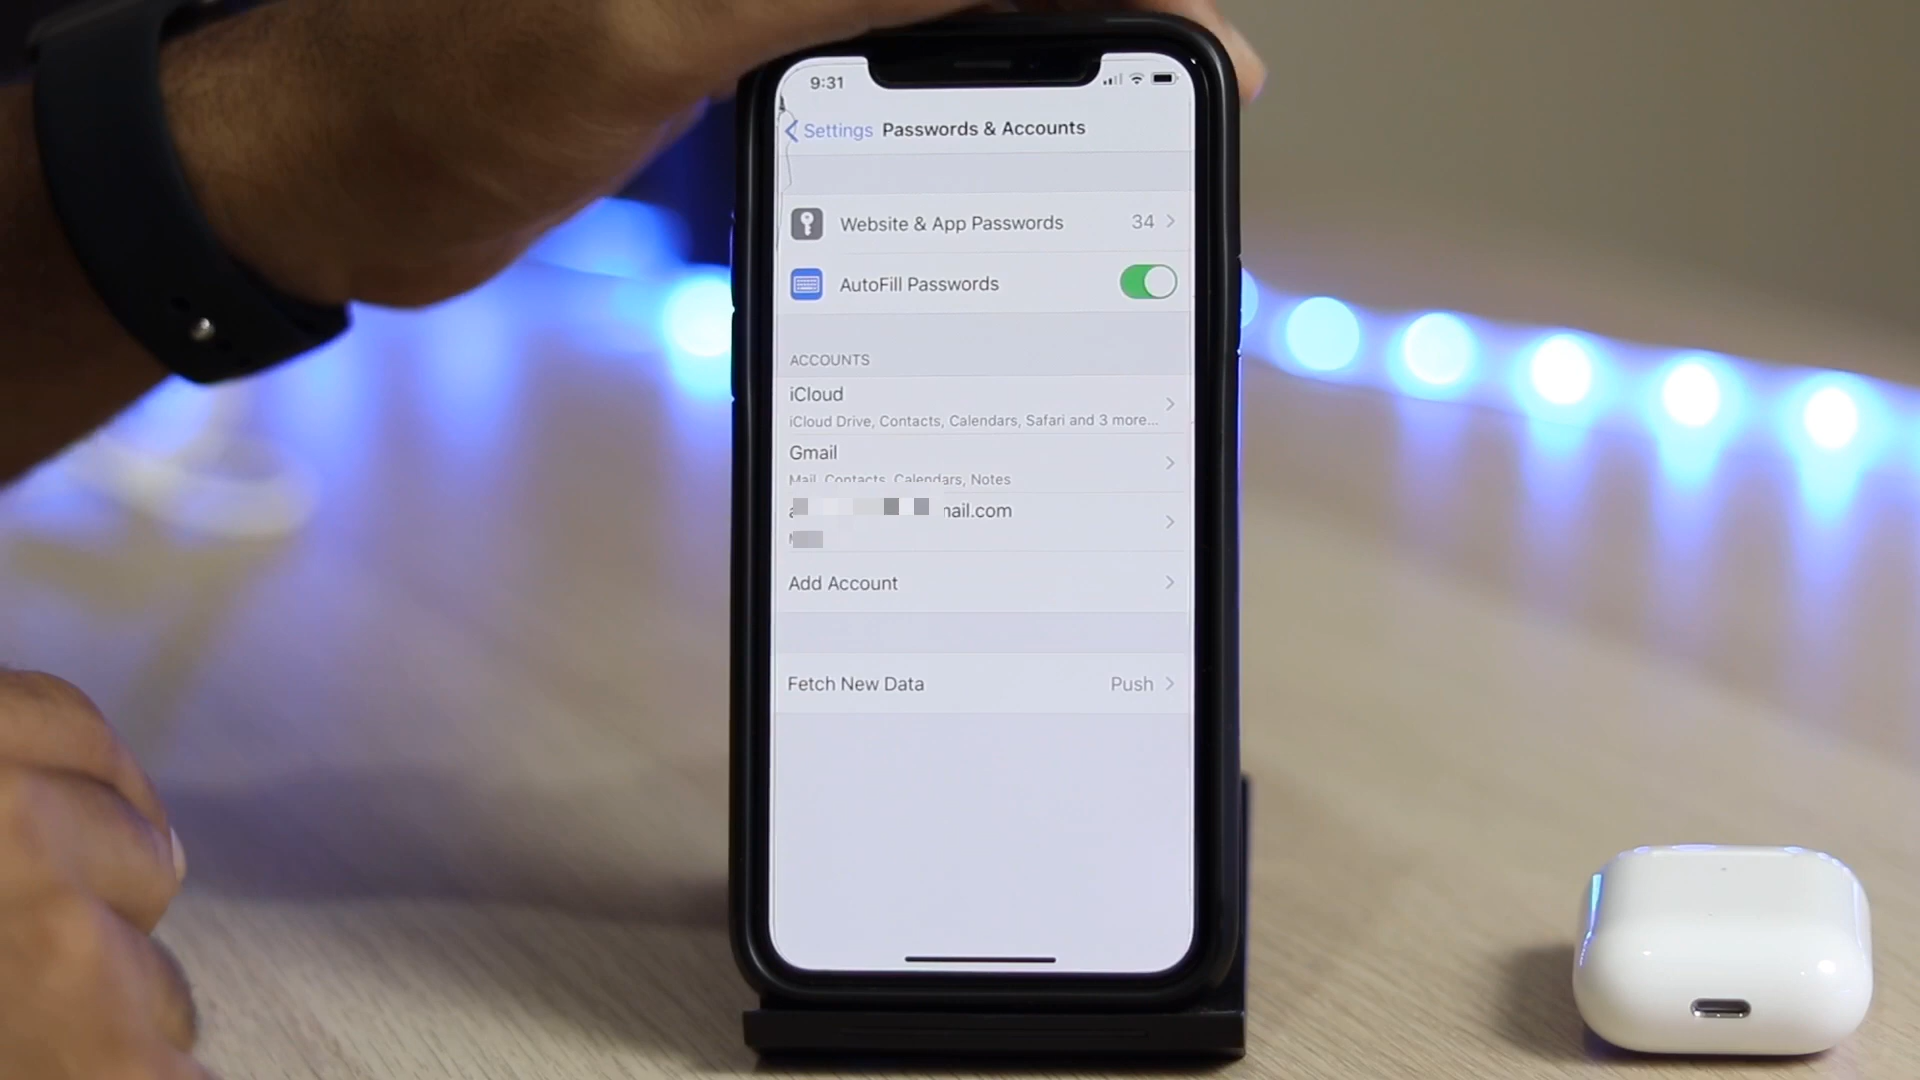 9:31
Settings Passwords & Accounts
Website & App Passwords 34
AutoFill Passwords
ACCOUNTS
iCloud
iCloud Drive, Contacts, Calendars, Safari and 3 more...
Gmail
Mail, Contacts, Calendars, Notes
mail.com
Add Account
Fetch New Data Push